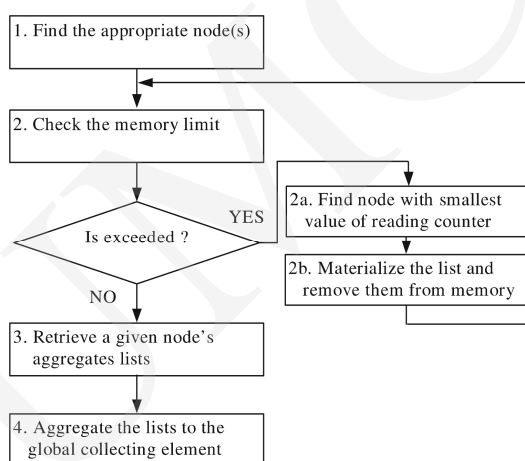 1. Find the appropriate node(s)
2. Check the memory limit
Is exceeded ?
YES
2a. Find node with smallest
value of reading counter
2b. Materialize the list and
remove them from memory
NO
3. Retrieve a given node's
aggregates lists
4. Aggregate the lists to the
global collecting element